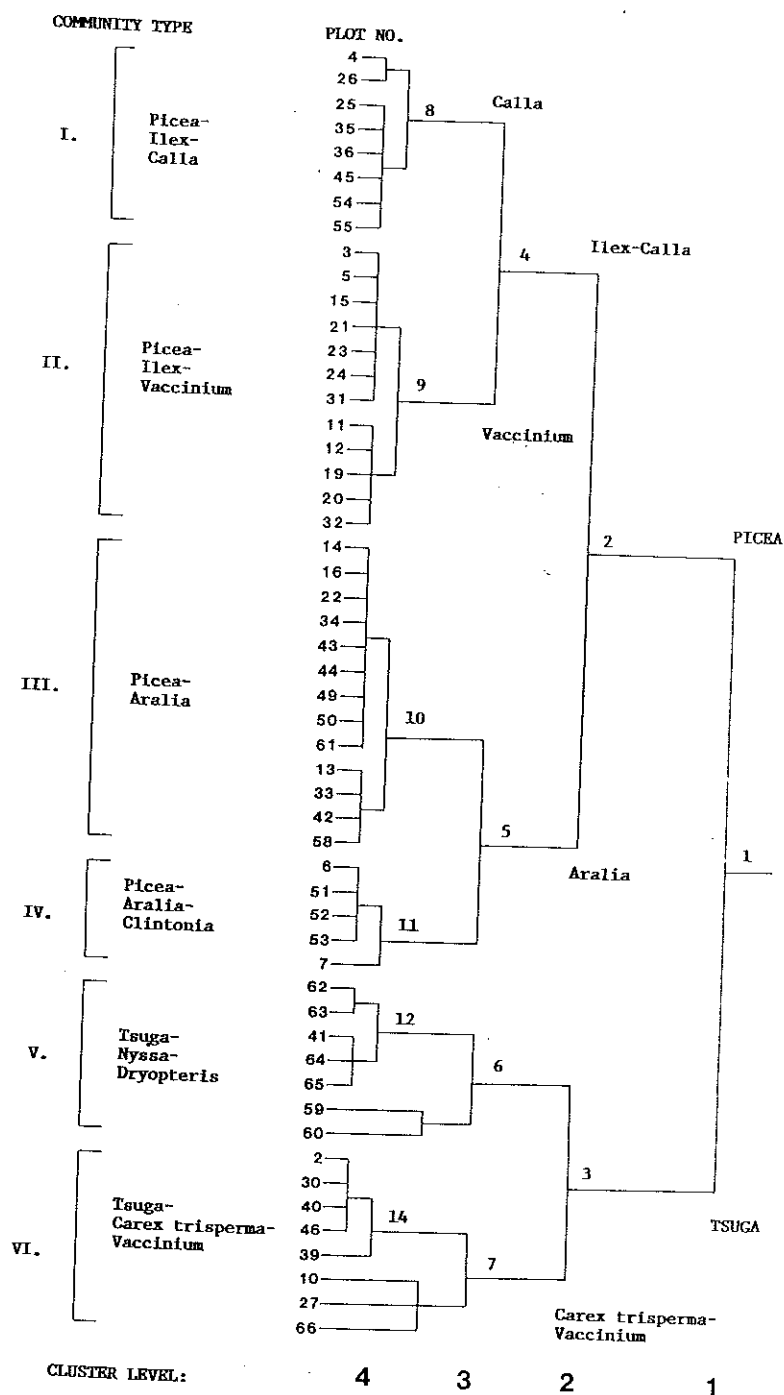 COMMUNITY TYPE
PLOT NO.
I.
Picea-
Ilex-
Calla
4
26
25
35
36
45
54
55
8
Calla
II.
Picea-
Ilex-
Vaccinium
3
5
15
21
23
24
31
11
12
19
20
32
9
Vaccinium
4
Ilex-Calla
III.
Picea-
Aralia
14
16
22
34
43
44
49
50
61
13
33
42
58
10
2
PICEA
IV.
Picea-
Aralia-
Clintonia
6
51
52
53
7
11
5
Aralia
1
V.
Tsuga-
Nyssa-
Dryopteris
62
63
41
64
65
59
60
12
6
3
TSUGA
VI.
Tsuga-
Carex trisperma-
Vaccinium
2
30
40
46
39
10
27
66
14
7
Carex trisperma-
Vaccinium
CLUSTER LEVEL:
4 3 2 1